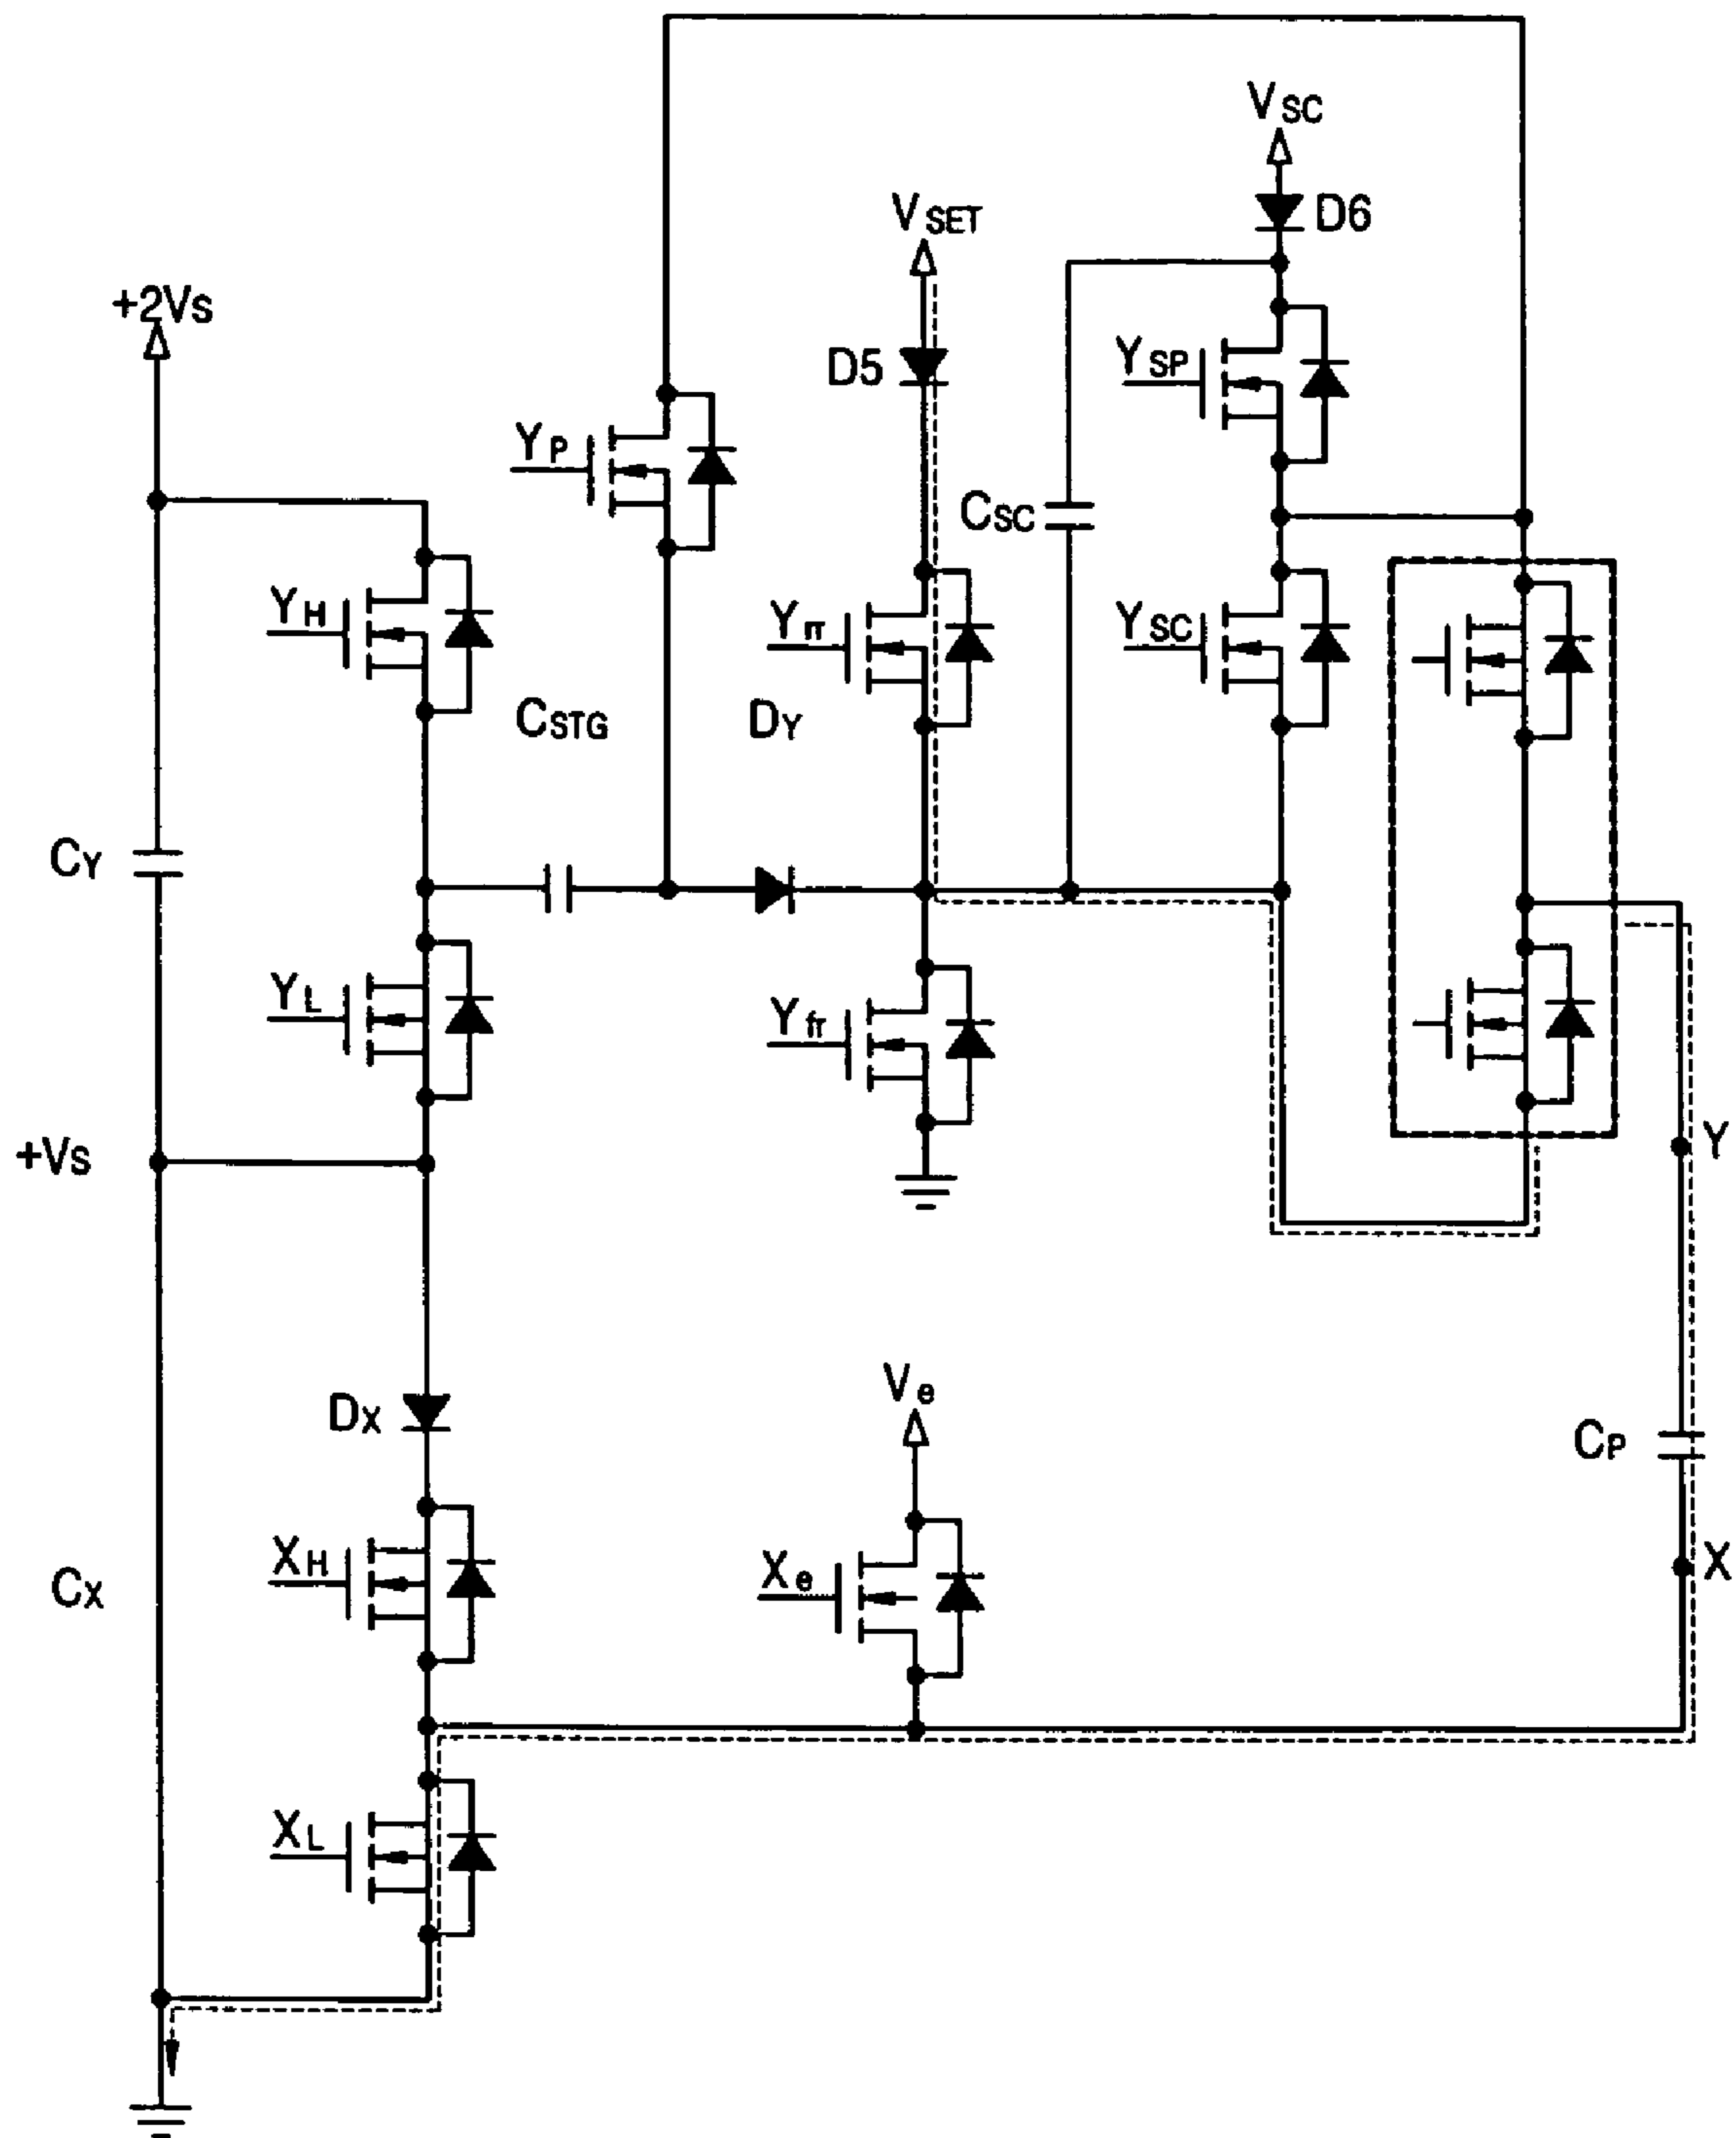 VSC
D6
VSET
+2Vs
D5
YSP
YP
CSC
YH
Yrr
YSC
CSTG
DY
CY
YL
Yfr
+Vs
Y
Ve
DX
CP
XH
Xe
X
CX
XL